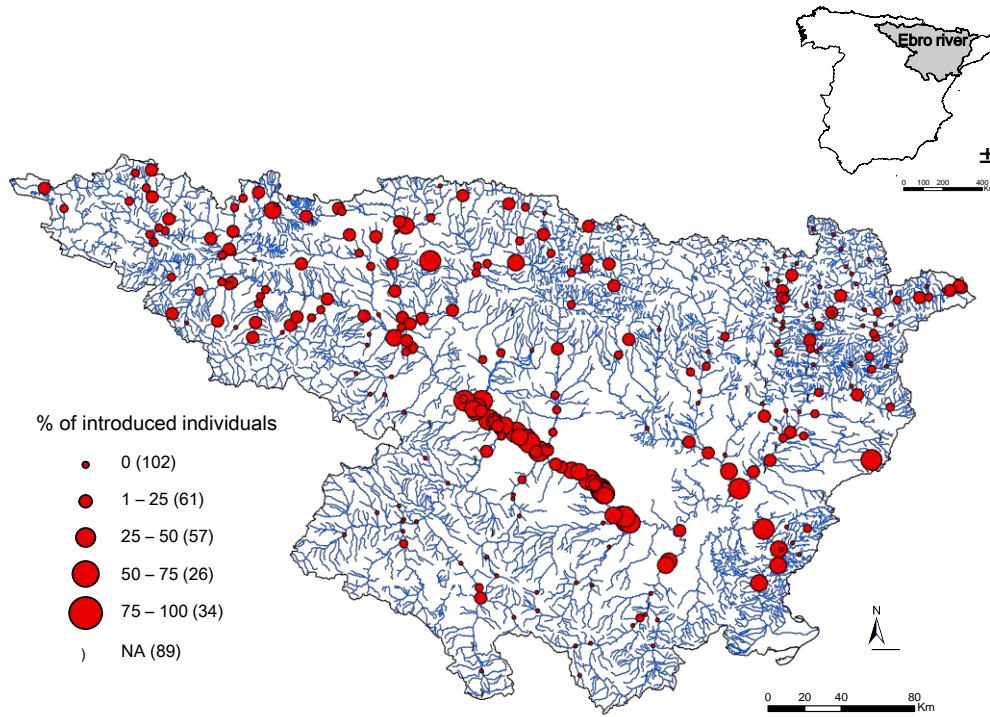 Ebro river
±
0 100 200 400
Km
% of introduced individuals
0 (102)
1 – 25 (61)
25 – 50 (57)
50 – 75 (26)
75 – 100 (34)
) NA (89)
N
0 20 40 80
Km